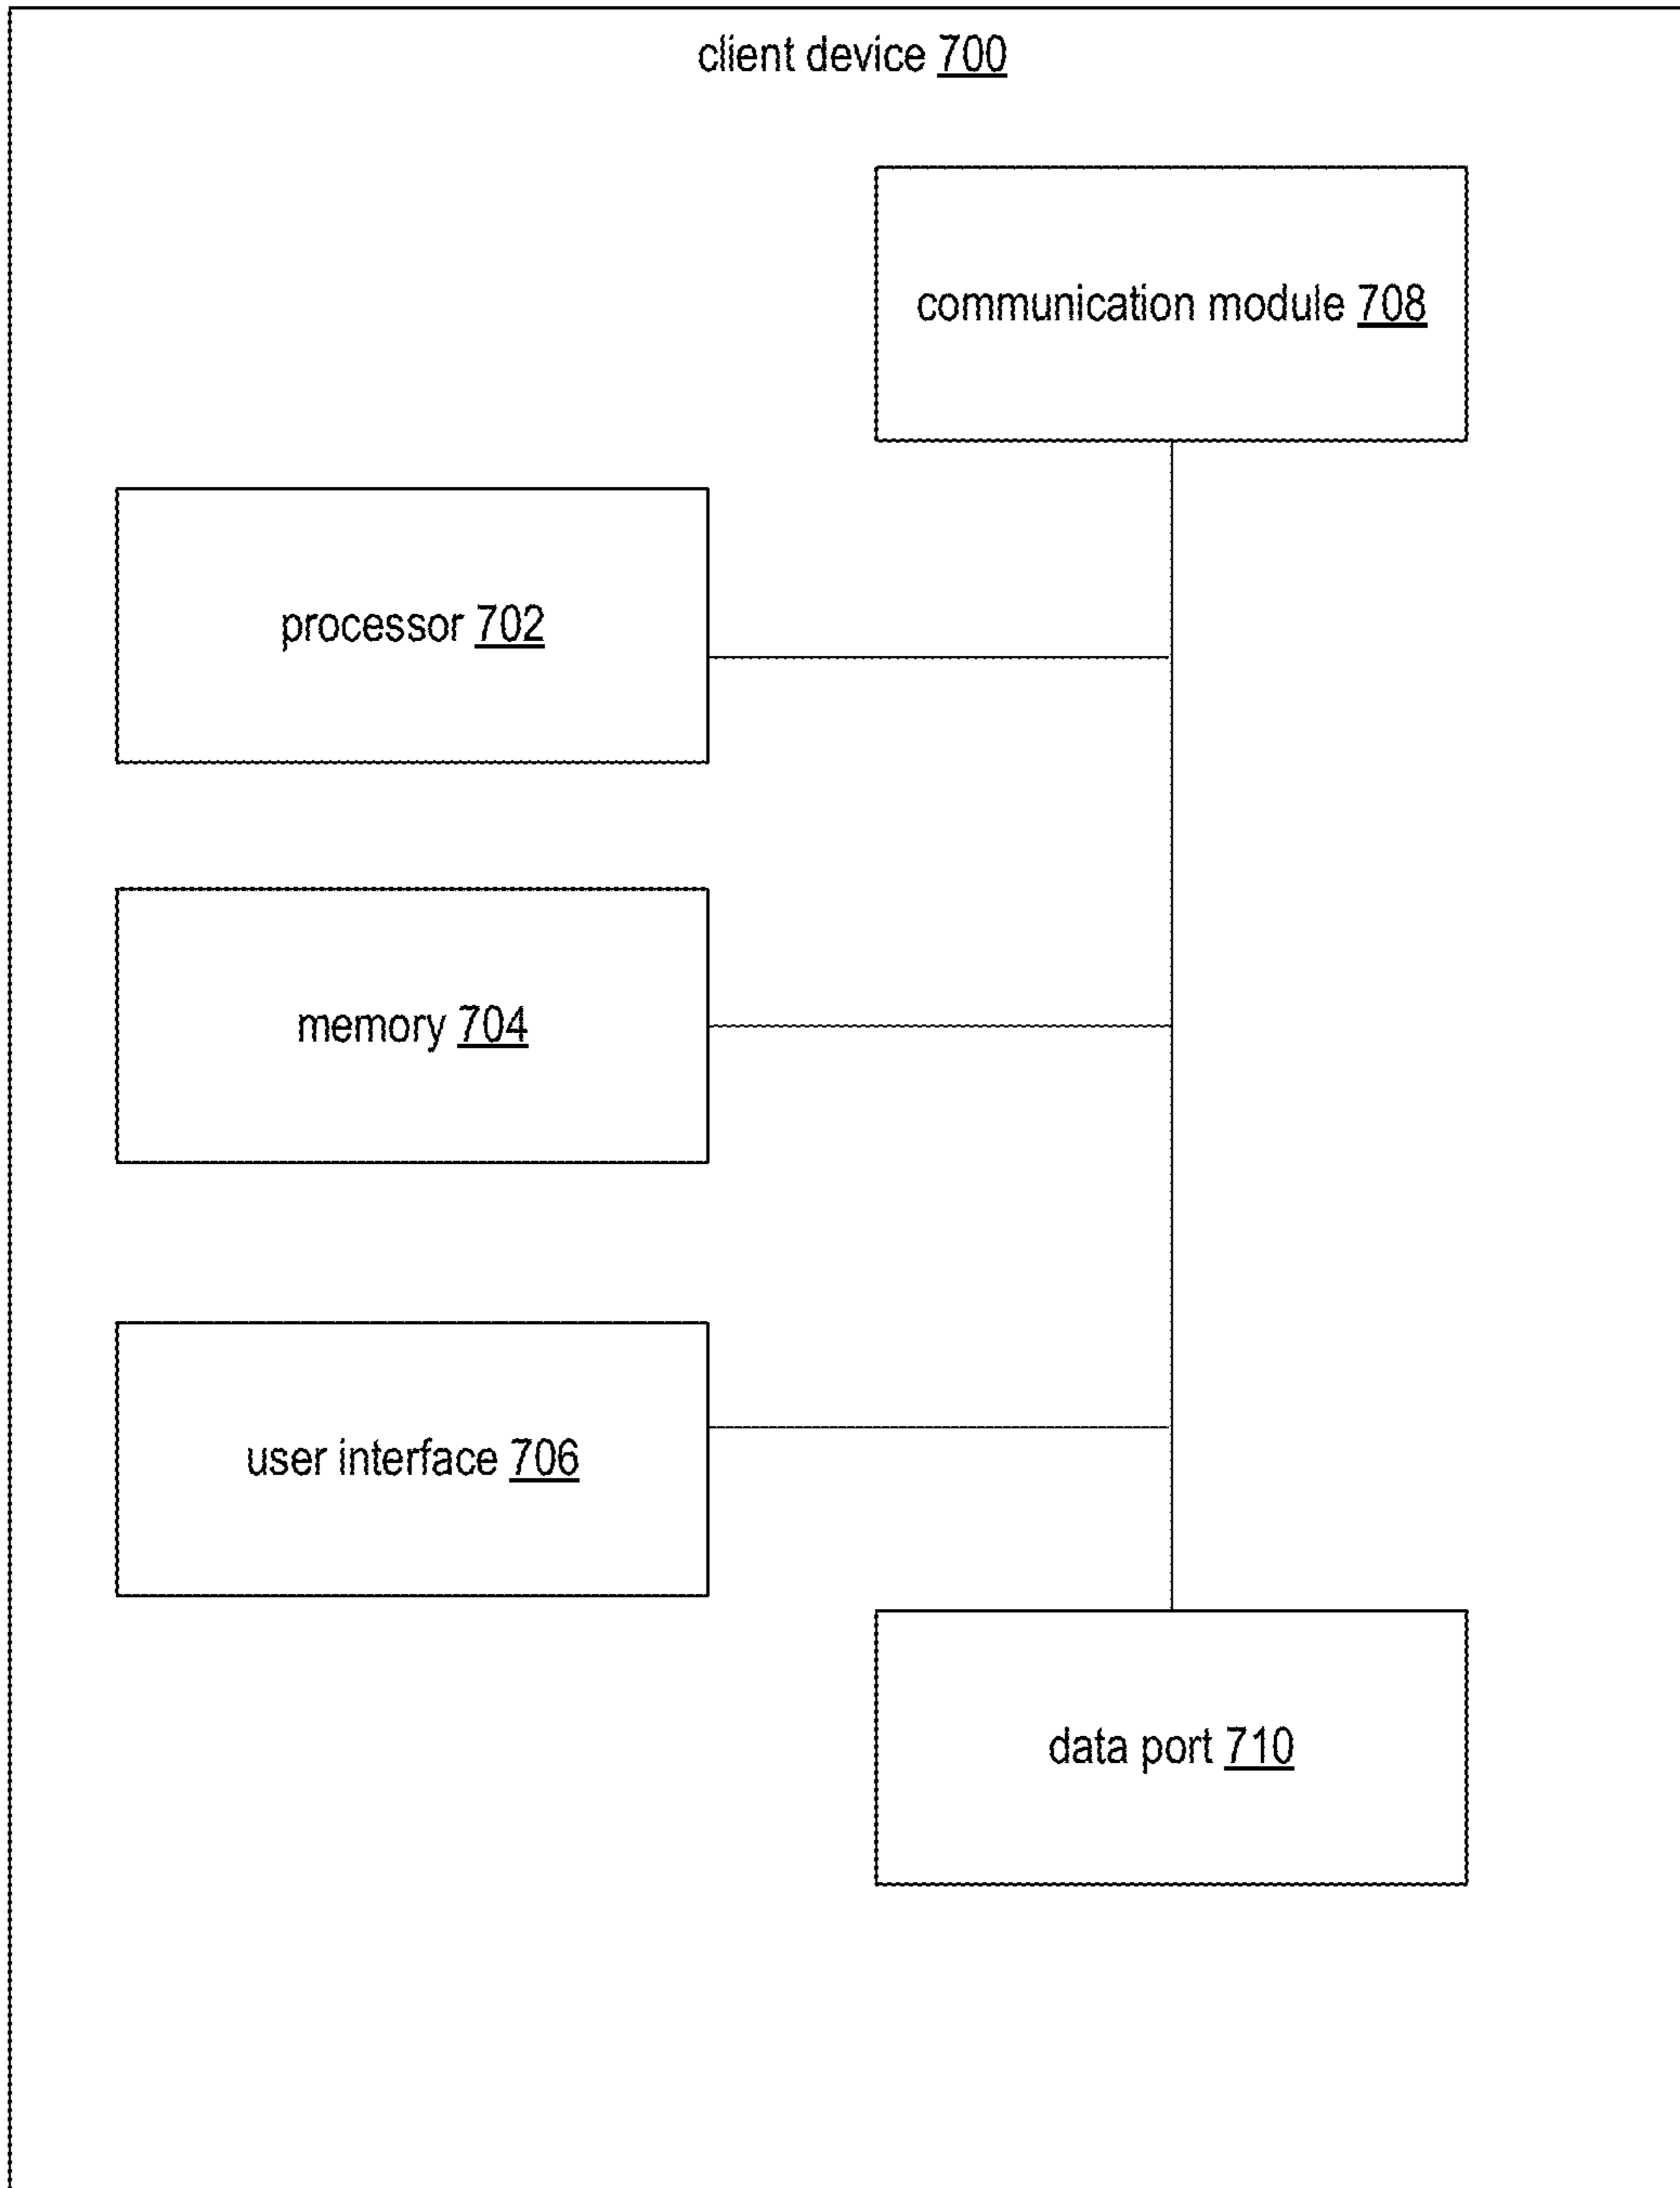 client device 700
communication module 708
processor 702
memory 704
user interface 706
data port 710